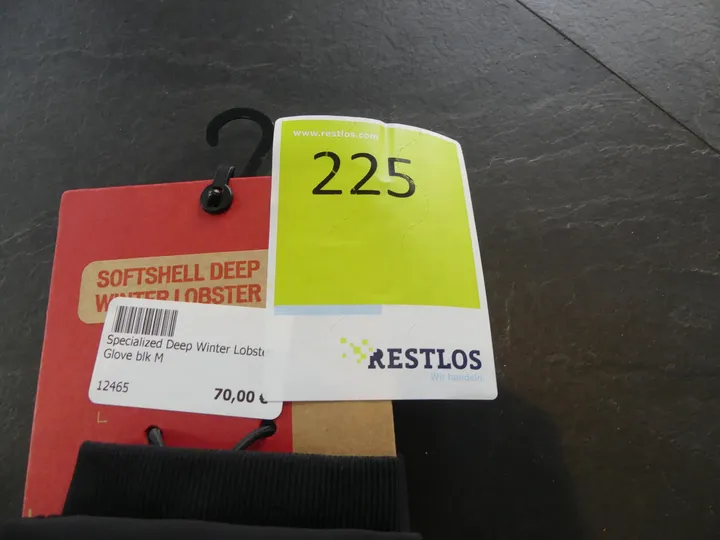 www.restlos.com
225
RESTLOS
Wir handeln.
SOFTSHELL DEEP
WINTER LOBSTER
Specialized Deep Winter Lobste
Glove blk M
12465
70,00 €
L